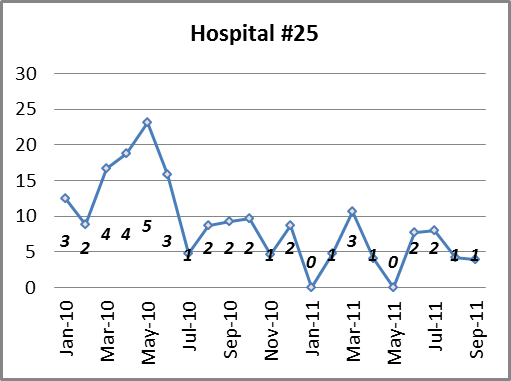 Hospital #25
30
25
20
15
10
5
0
3 2 4 4 5 3 1 2 2 2 1 2 0 1 3 1 0 2 2 1 1
Jan-10 Mar-10 May-10 Jul-10 Sep-10 Nov-10 Jan-11 Mar-11 May-11 Jul-11 Sep-11